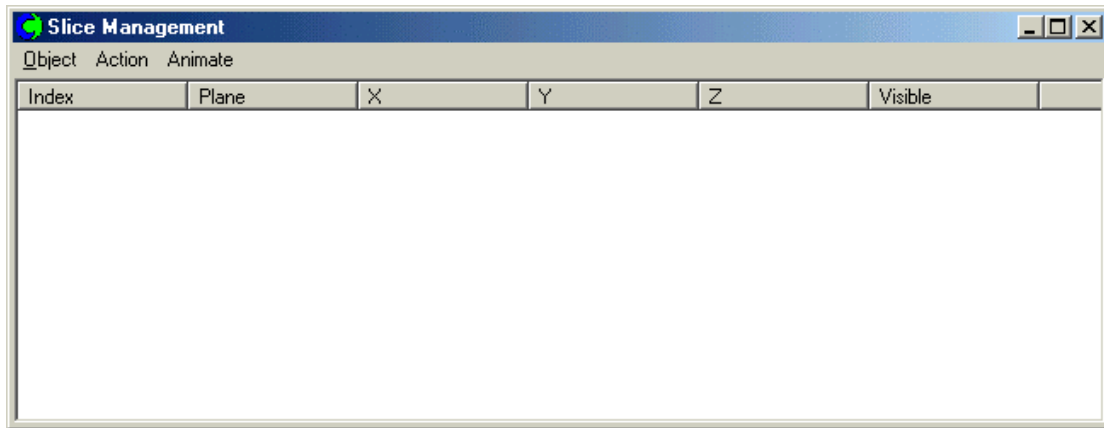 Slice Management
Object Action Animate
Index Plane X Y Z Visible